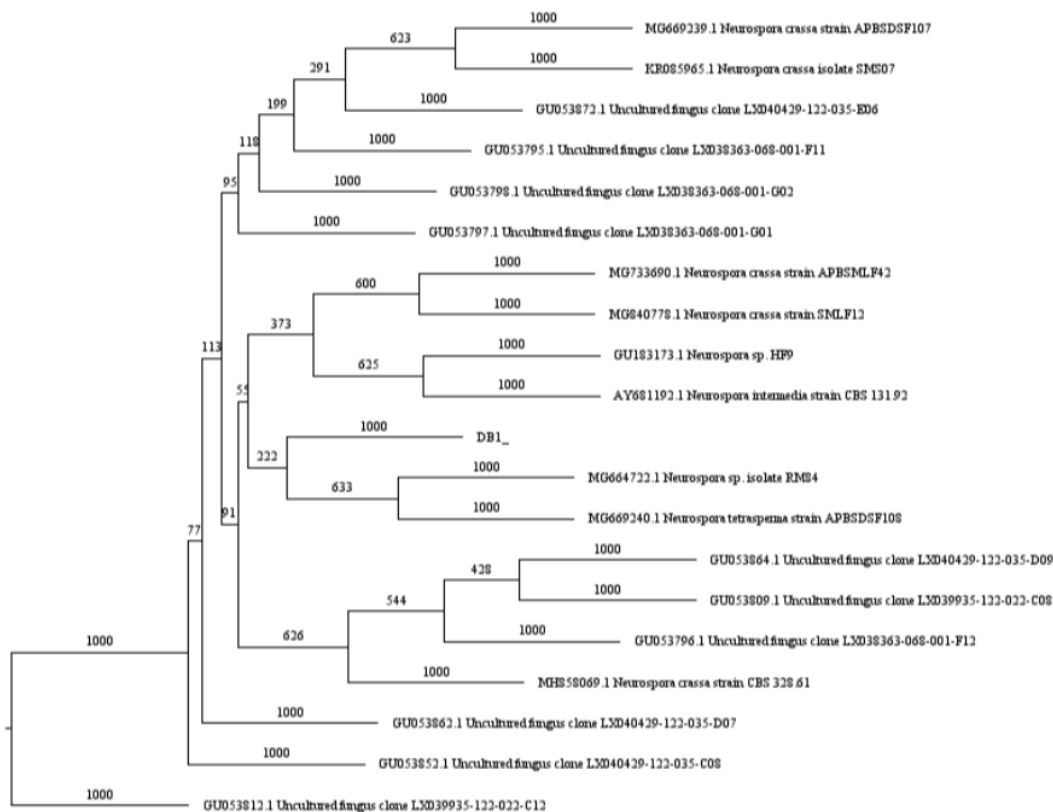 1000
MG669239.1 Neurospora crassa strain APBSDSF107
623
1000
KR085965.1 Neurospora crassa isolate SMS07
291
1000
GU053872.1 Uncultured fungus clone LX040429-122-035-E06
199
1000
GU053795.1 Uncultured fungus clone LX038363-068-001-F11
118
1000
GU053798.1 Uncultured fungus clone LX038363-068-001-G02
95
1000
GU053797.1 Uncultured fungus clone LX038363-068-001-G01
1000
MG733690.1 Neurospora crassa strain APBSMLF42
600
1000
MG840778.1 Neurospora crassa strain SMLF12
373
113
1000
GU183173.1 Neurospora sp. HF9
625
1000
AY681192.1 Neurospora intermedia strain CBS 131.92
55
1000
DB1_
222
1000
MG664722.1 Neurospora sp. isolate RMS4
633
1000
MG669240.1 Neurospora tetrasperma strain APBSDSF108
91
77
1000
GU053864.1 Uncultured fungus clone LX040429-122-035-D09
428
1000
GU053809.1 Uncultured fungus clone LX039935-122-022-C08
544
1000
GU053796.1 Uncultured fungus clone LX038363-068-001-F12
626
1000
1000
MH858069.1 Neurospora crassa strain CBS 328.61
1000
GU053862.1 Uncultured fungus clone LX040429-122-035-D07
1000
GU053852.1 Uncultured fungus clone LX040429-122-035-C08
1000
GU053812.1 Uncultured fungus clone LX039935-122-022-C12